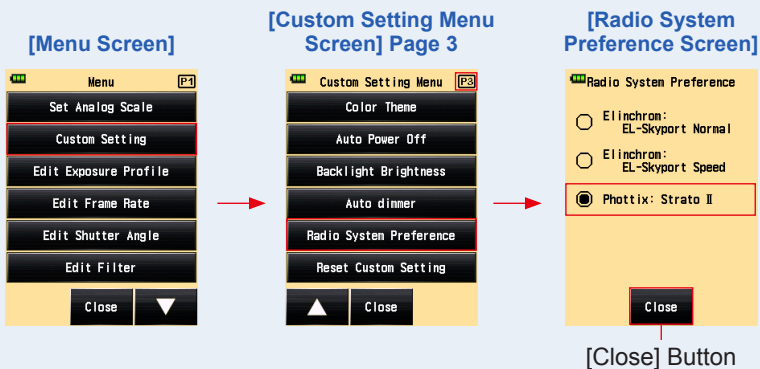 [Menu Screen]
Menu P1
Set Analog Scale
Custom Setting
Edit Exposure Profile
Edit Frame Rate
Edit Shutter Angle
Edit Filter
Close
[Custom Setting Menu
Screen] Page 3
Custom Setting Menu P3
Color Theme
Auto Power Off
Backlight Brightness
Auto dimmer
Radio System Preference
Reset Custom Setting
Close
[Radio System
Preference Screen]
Radio System Preference
Elinchrom:
EL-Skyport Normal
Elinchrom:
EL-Skyport Speed
Phottix: Strato Ⅱ
Close
[Close] Button